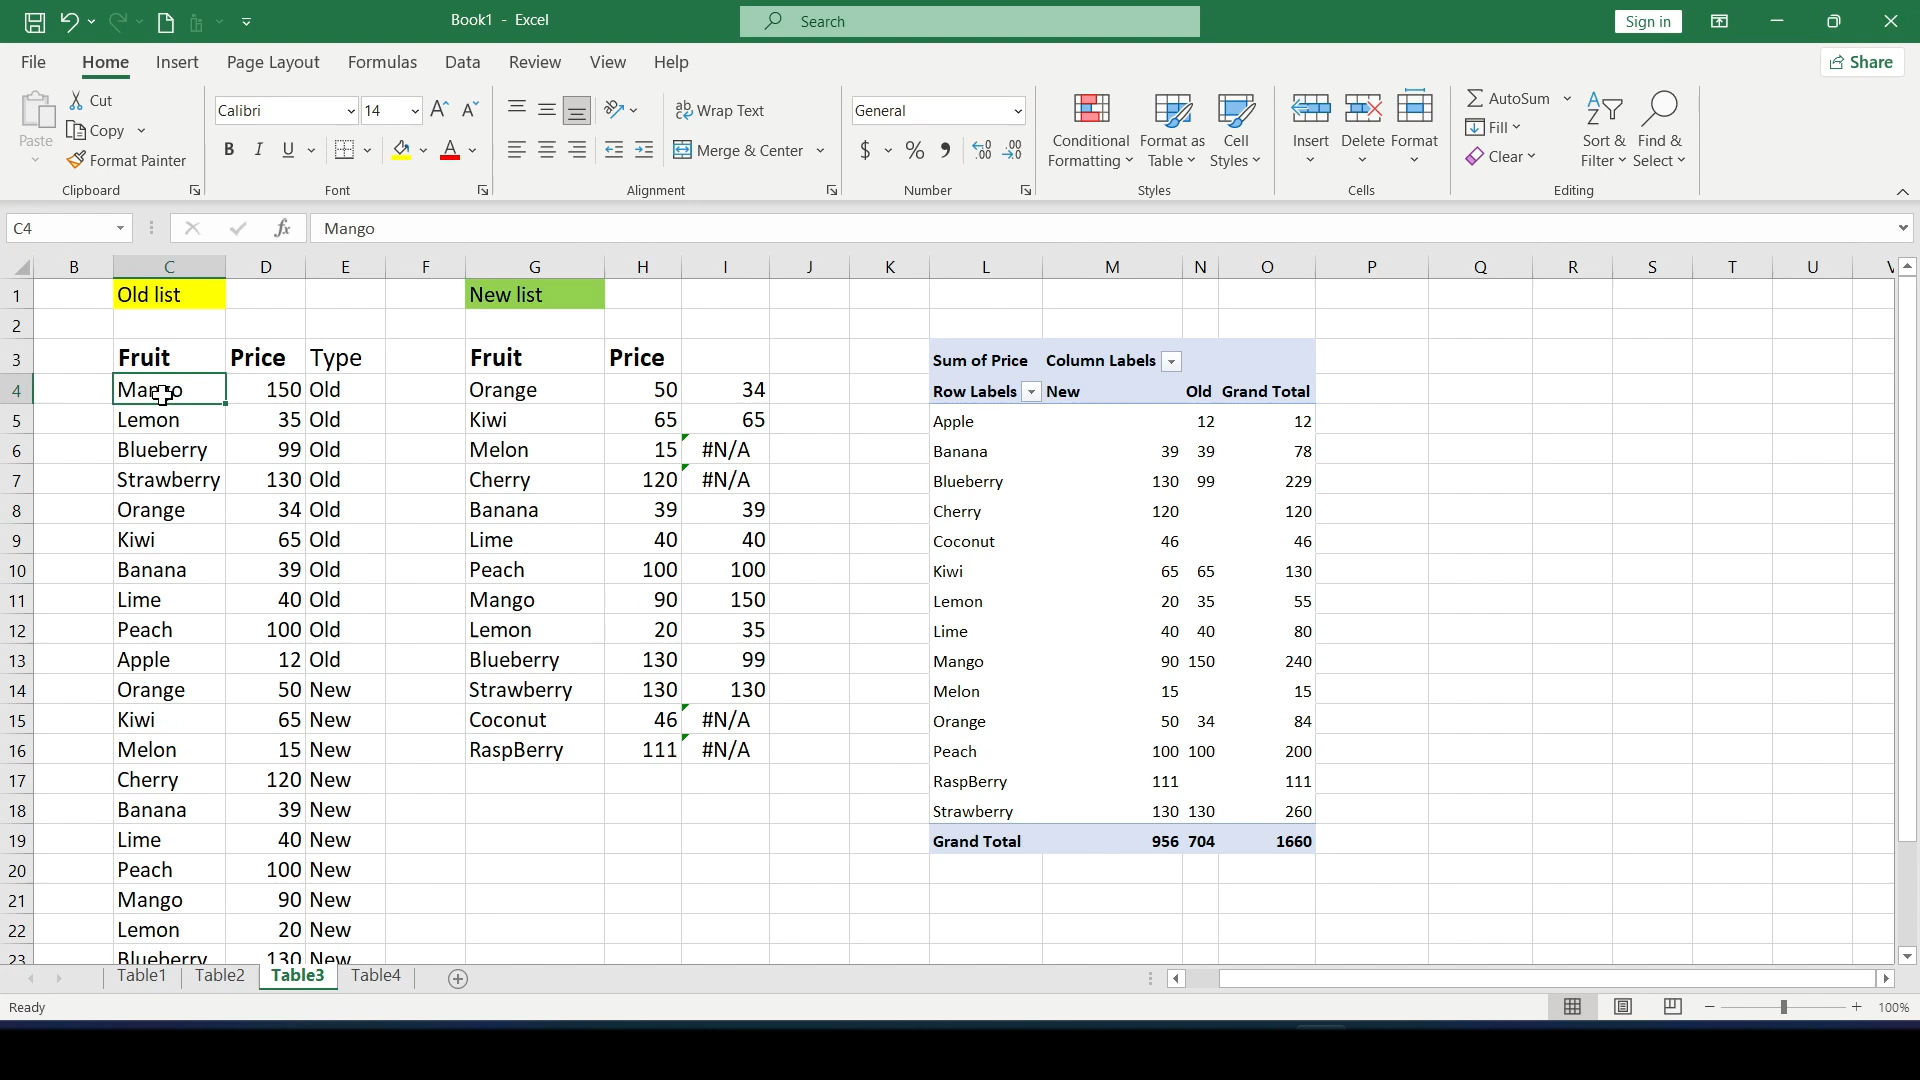 Book1 - Excel
Search
Sign in
File Home Insert Page Layout Formulas Data Review View Help
Share
Paste
Cut
Copy
Format Painter
Clipboard
Calibri 14
B I U
Font
Wrap Text
Merge & Center
Alignment
General
$ % 9
Number
Conditional Formatting
Format as Table
Cell Styles
Styles
Insert Delete Format
Cells
AutoSum
Fill
Clear
Sort & Filter
Find & Select
Editing
C4 fx Mango
B C D E F G H I J K L M N O P Q R S T U
1 Old list New list
2
3 Fruit Price Type Fruit Price Sum of Price Column Labels
4 Mango 150 Old Orange 50 34 Row Labels New Old Grand Total
5 Lemon 35 Old Kiwi 65 65 Apple 12 12
6 Blueberry 99 Old Melon 15 #N/A Banana 39 39 78
7 Strawberry 130 Old Cherry 120 #N/A Blueberry 130 99 229
8 Orange 34 Old Banana 39 39 Cherry 120 120
9 Kiwi 65 Old Lime 40 40 Coconut 46 46
10 Banana 39 Old Peach 100 100 Kiwi 65 65 130
11 Lime 40 Old Mango 90 150 Lemon 20 35 55
12 Peach 100 Old Lemon 20 35 Lime 40 40 80
13 Apple 12 Old Blueberry 130 99 Mango 90 150 240
14 Orange 50 New Strawberry 130 130 Melon 15 15
15 Kiwi 65 New Coconut 46 #N/A Orange 50 34 84
16 Melon 15 New RaspBerry 111 #N/A Peach 100 100 200
17 Cherry 120 New RaspBerry 111 111
18 Banana 39 New Strawberry 130 130 260
19 Lime 40 New Grand Total 956 704 1660
20 Peach 100 New
21 Mango 90 New
22 Lemon 20 New
23 Blueberry 130 New
Table1 Table2 Table3 Table4
Ready 100%